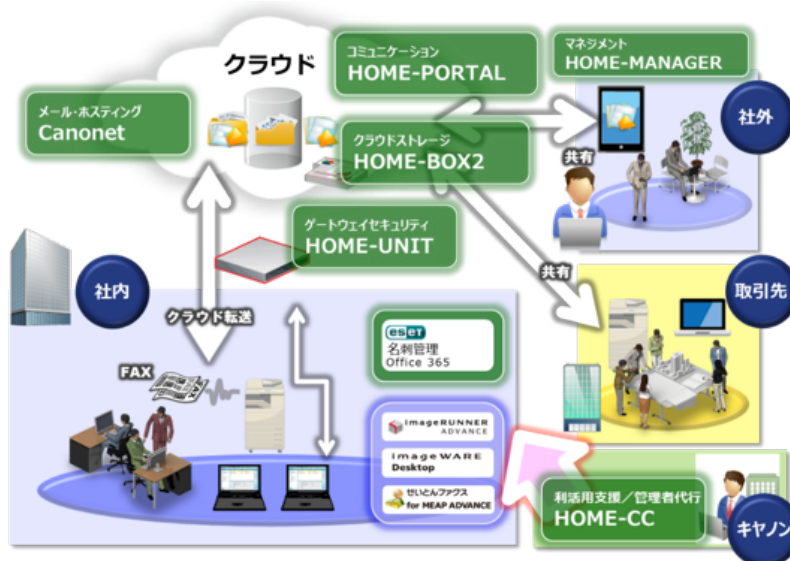 クラウド
コミュニケーション
HOME-PORTAL
マネジメント
HOME-MANAGER
メール・ホスティング
Canonet
クラウドストレージ
HOME-BOX2
社外
共有
ゲートウェイセキュリティ
HOME-UNIT
社内
クラウド転送
共有
取引先
FAX
FAX
eseT
名刺管理
Office 365
imageRUNNER
ADVANCE
imageWARE
Desktop
せいとんファクス
for MEAP ADVANCE
利活用支援／管理者代行
HOME-CC
キヤノン